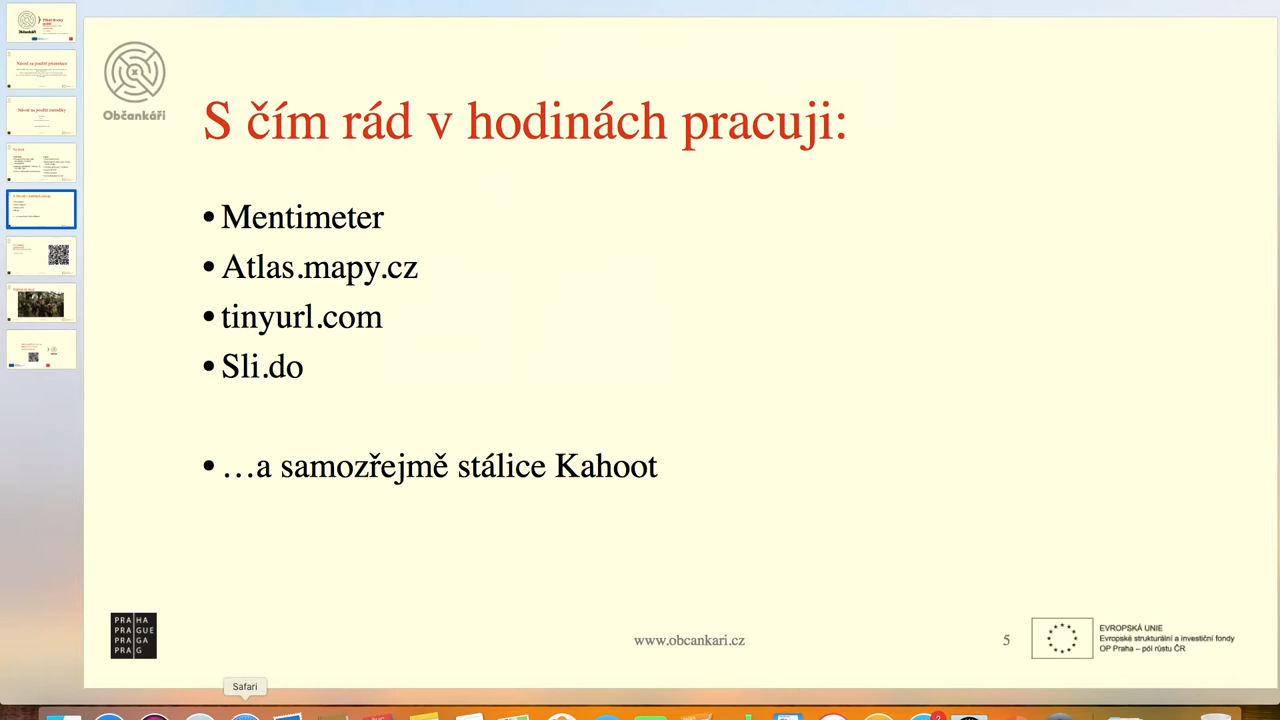 Občankáři
S čím rád v hodinách pracuji:
• Mentimeter
• Atlas.mapy.cz
• tinyurl.com
• Sli.do
• …a samozřejmě stálice Kahoot
PRA HA
PRA GUE
PRA GA
PRA G
www.obcankari.cz
5
EVROPSKÁ UNIE
Evropské strukturální a investiční fondy
OP Praha – pól růstu ČR
Safari
2